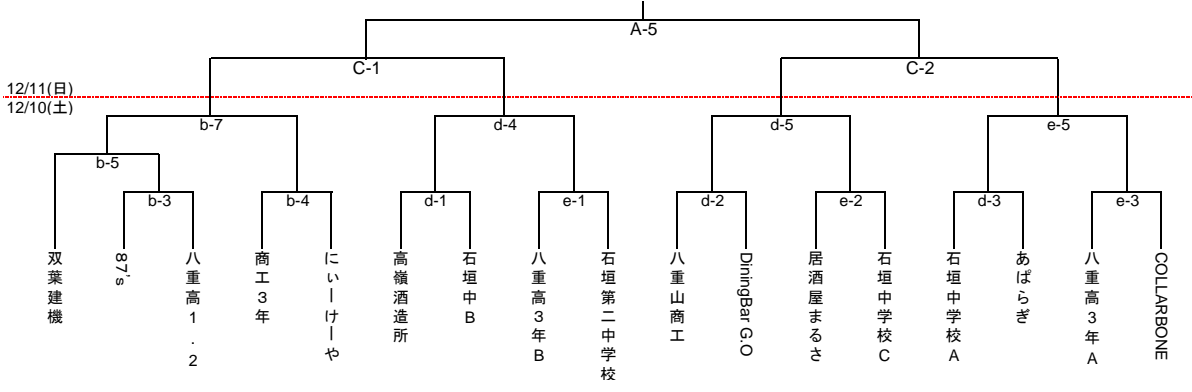 A-5
C-1
C-2
12/11(日)
12/10(土)
b-7
d-4
d-5
e-5
b-5
b-3
b-4
d-1
e-1
d-2
e-2
d-3
e-3
双葉建機
87's
八重高1.2
商工3年
にぃーけーや
高嶺酒造所
石垣中B
八重高3年B
石垣第二中学校
八重山商工
DiningBar G.O
居酒屋まるさ
石垣中学校C
石垣中学校A
あぱらぎ
八重高3年A
COLLARBONE